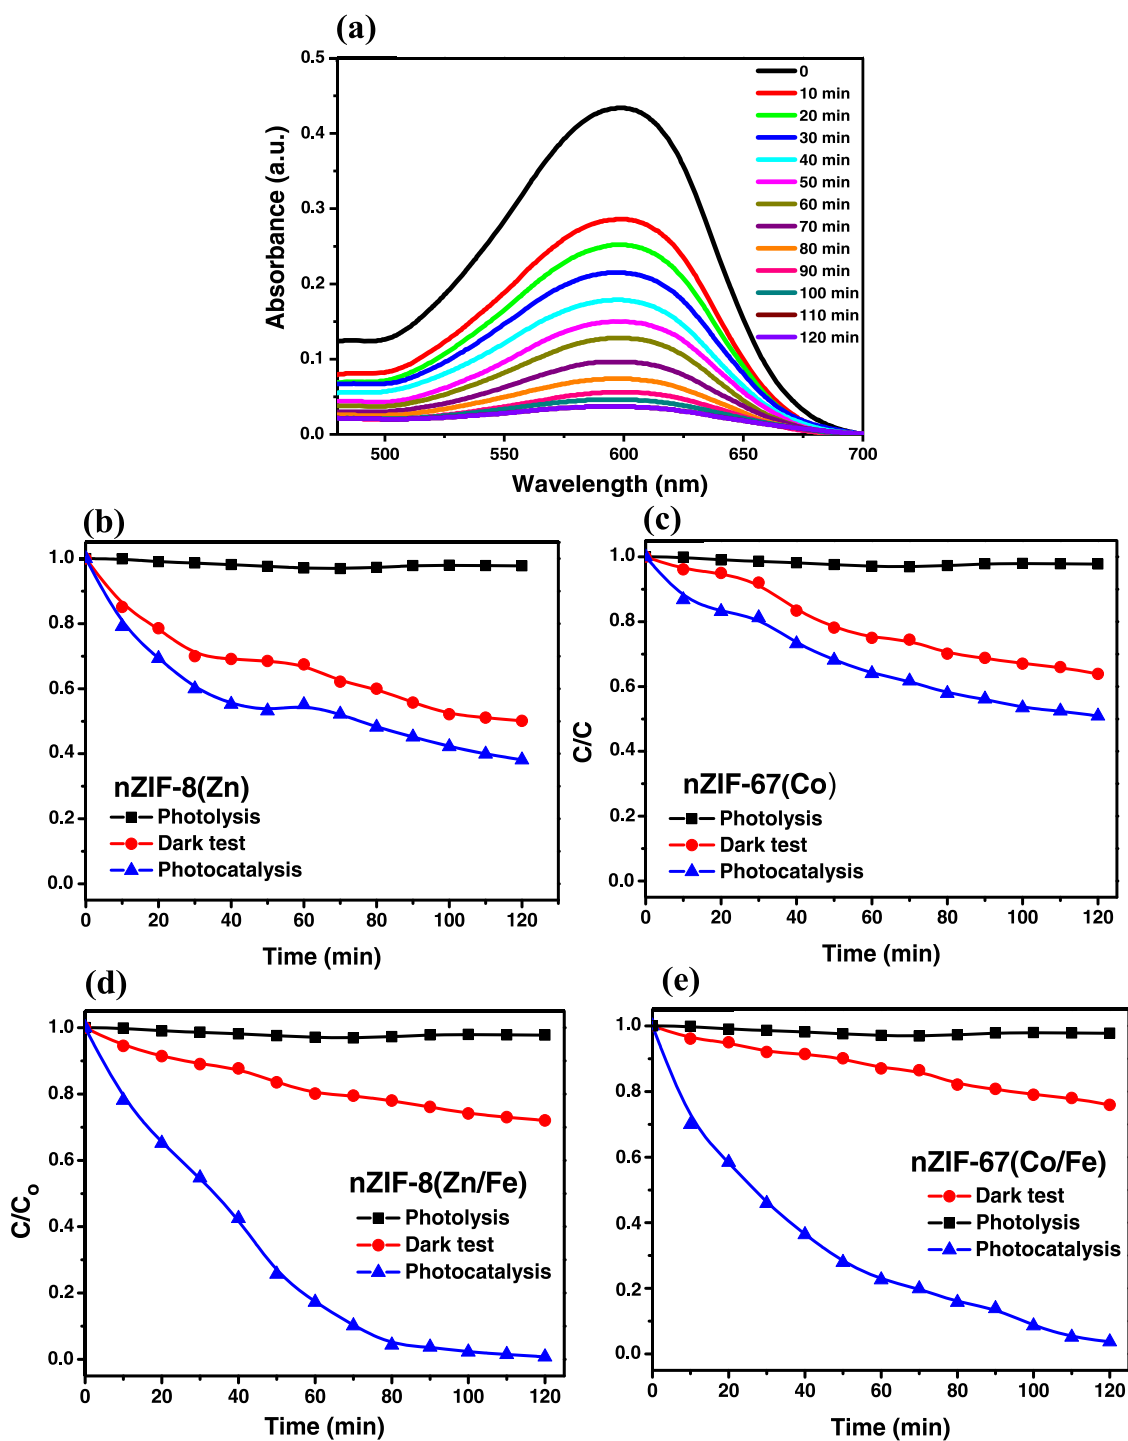 (a)
0.5
0.4
0.3
0.2
0.1
0.0
Absorbance (a.u.)
0
10 min
20 min
30 min
40 min
50 min
60 min
70 min
80 min
90 min
100 min
110 min
120 min
500 550 600 650 700
Wavelength (nm)
(b)
1.0
0.8
0.6
0.4
0.2
0.0
nZIF-8(Zn)
Photolysis
Dark test
Photocatalysis
0 20 40 60 80 100 120
Time (min)
(c)
C/C
1.0
0.8
0.6
0.4
0.2
0.0
nZIF-67(Co)
Photolysis
Dark test
Photocatalysis
0 20 40 60 80 100 120
Time (min)
(d)
C/Co
1.0
0.8
0.6
0.4
0.2
0.0
nZIF-8(Zn/Fe)
Photolysis
Dark test
Photocatalysis
0 20 40 60 80 100 120
Time (min)
(e)
1.0
0.8
0.6
0.4
0.2
0.0
nZIF-67(Co/Fe)
Dark test
Photolysis
Photocatalysis
0 20 40 60 80 100 120
Time (min)